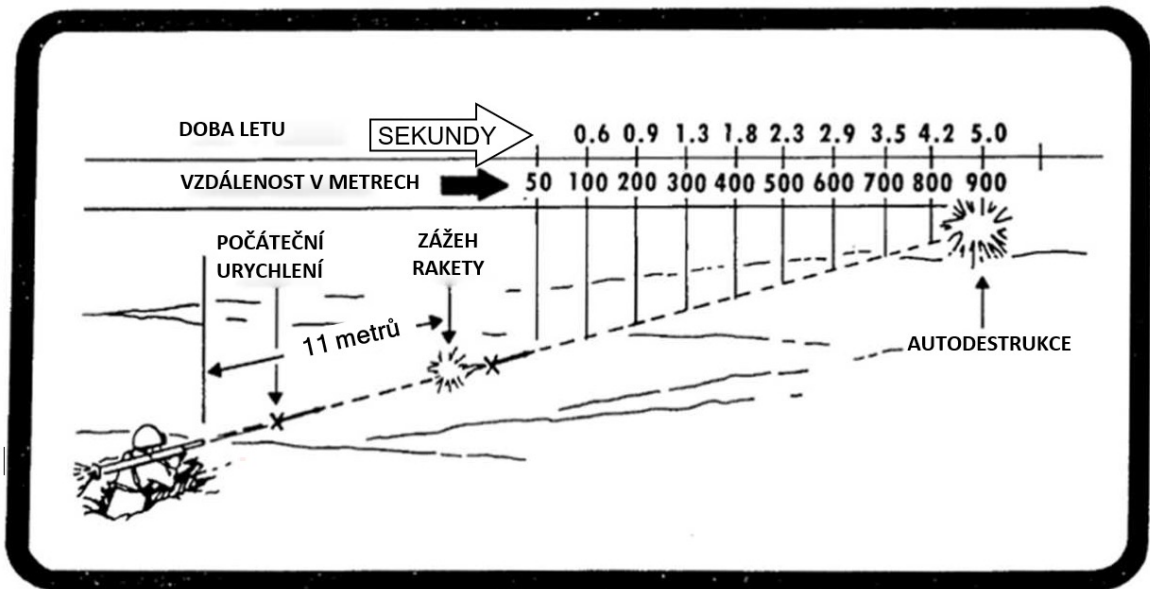 DOBA LETU SEKUNDY 0.6 0.9 1.3 1.8 2.3 2.9 3.5 4.2 5.0
VZDÁLENOST V METRECH 50 100 200 300 400 500 600 700 800 900
POČÁTEČNÍ
URYCHLENÍ
ZÁŽEH
RAKETY
11 metrů
AUTODESTRUKCE